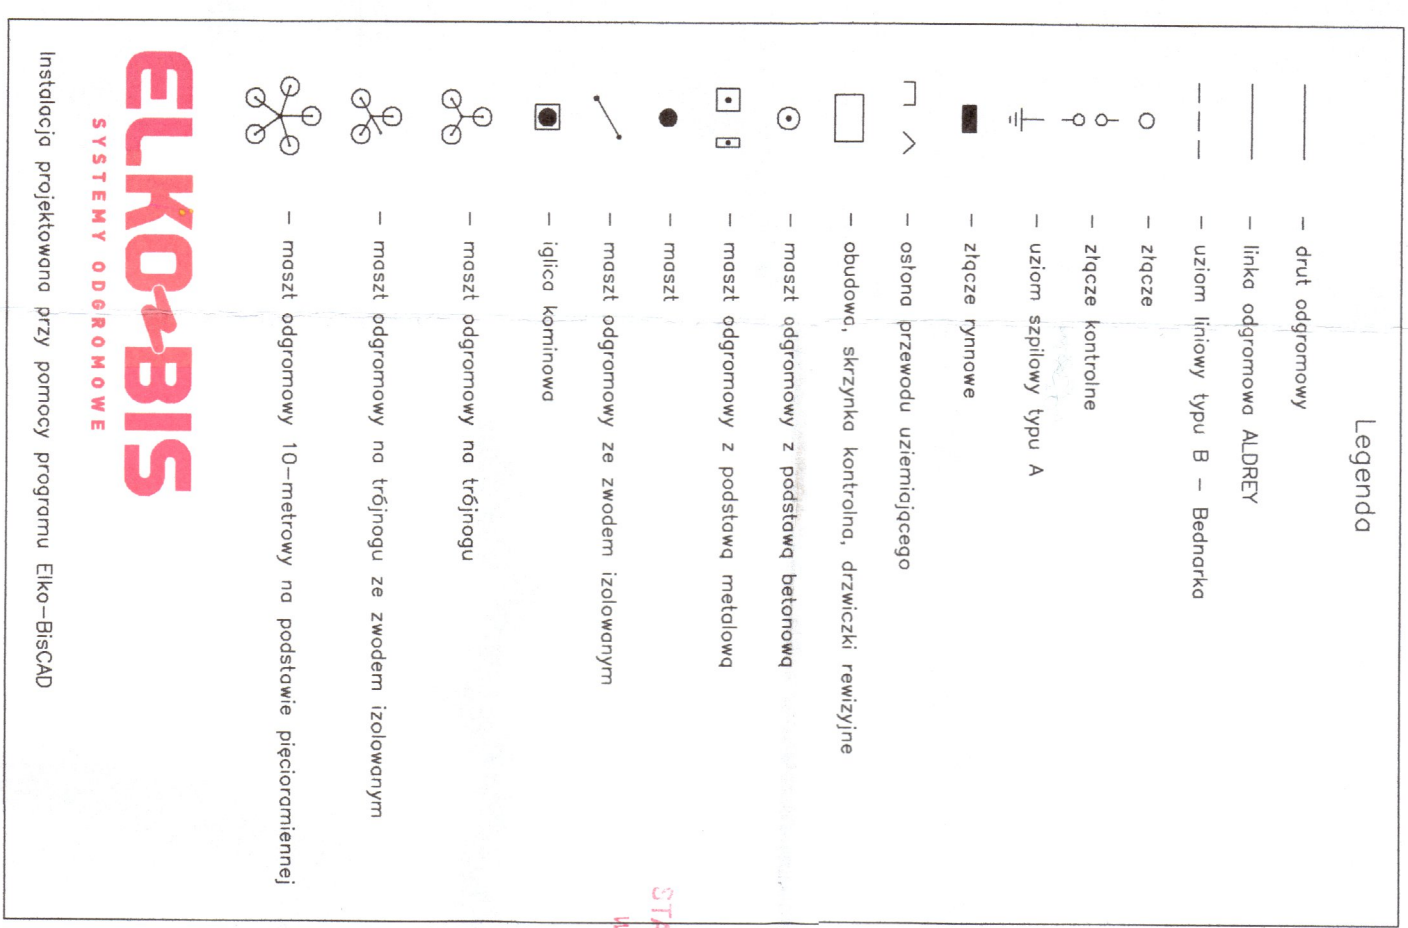 Legenda
– drut odgromowy
– linka odgromowa ALDREY
– uziom liniowy typu B – Bednarka
– złącze
– złącze kontrolne
– uziom szpilowy typu A
– złącze rynnowe
– osłona przewodu uziemiającego
– obudowa, skrzynka kontrolna, drzwiczki rewizyjne
– maszt odgromowy z podstawą betonową
– maszt odgromowy z podstawą metalową
– maszt
– maszt odgromowy ze zwodem izolowanym
– iglica kominowa
– maszt odgromowy na trójnogu
– maszt odgromowy na trójnogu ze zwodem izolowanym
– maszt odgromowy 10–metrowy na podstawie pięcioramiennej
ELKO BIS
SYSTEMY ODGROMOWE
Instalacja projektowana przy pomocy programu Elko–BisCAD